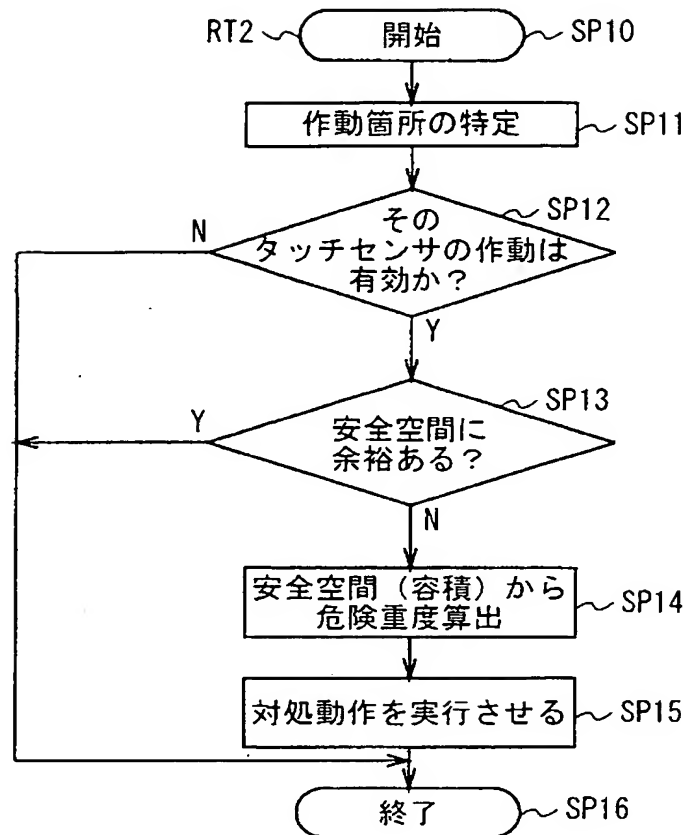 RT2 開始 SP10
作動箇所の特定 SP11
その SP12
タッチセンサの作動は
有効か？
N
Y
SP13
安全空間に
余裕ある？
Y
N
安全空間（容積）から
危険重度算出 SP14
対処動作を実行させる SP15
終了 SP16